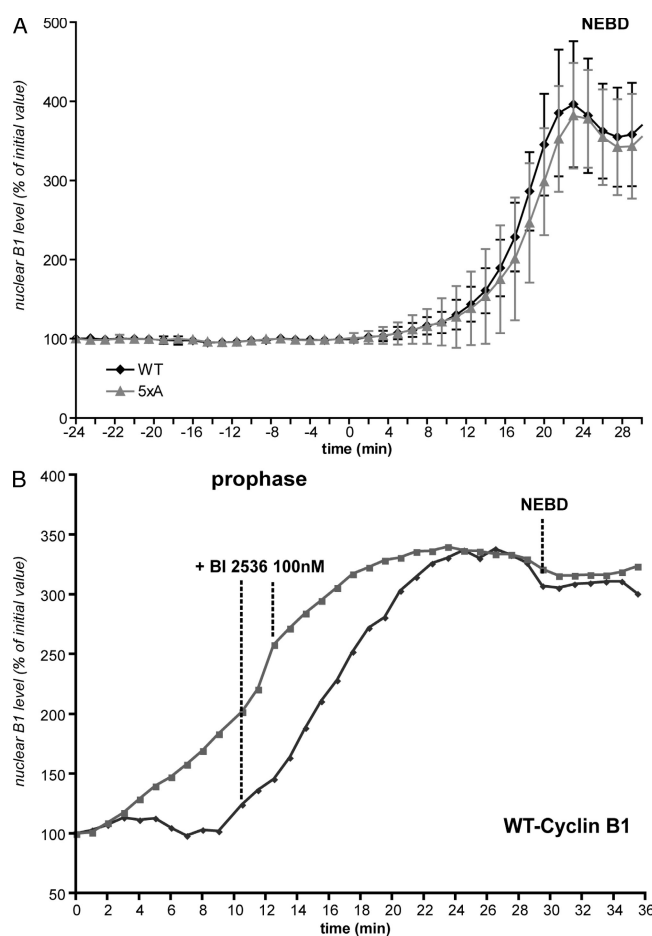 A
NEBD
500
400
300
200
100
0
nuclear B1 level (% of initial value)
WT
5xA
-24 -22 -20 -18 -16 -14 -12 -10 -8 -6 -4 -2 0 2 4 6 8 10 12 14 16 18 20 22 24 26 28
time (min)
B
prophase
NEBD
+ BI 2536 100nM
400
350
300
250
200
150
100
50
nuclear B1 level (% of initial value)
WT-Cyclin B1
0 2 4 6 8 10 12 14 16 18 20 22 24 26 28 30 32 34 36
time (min)